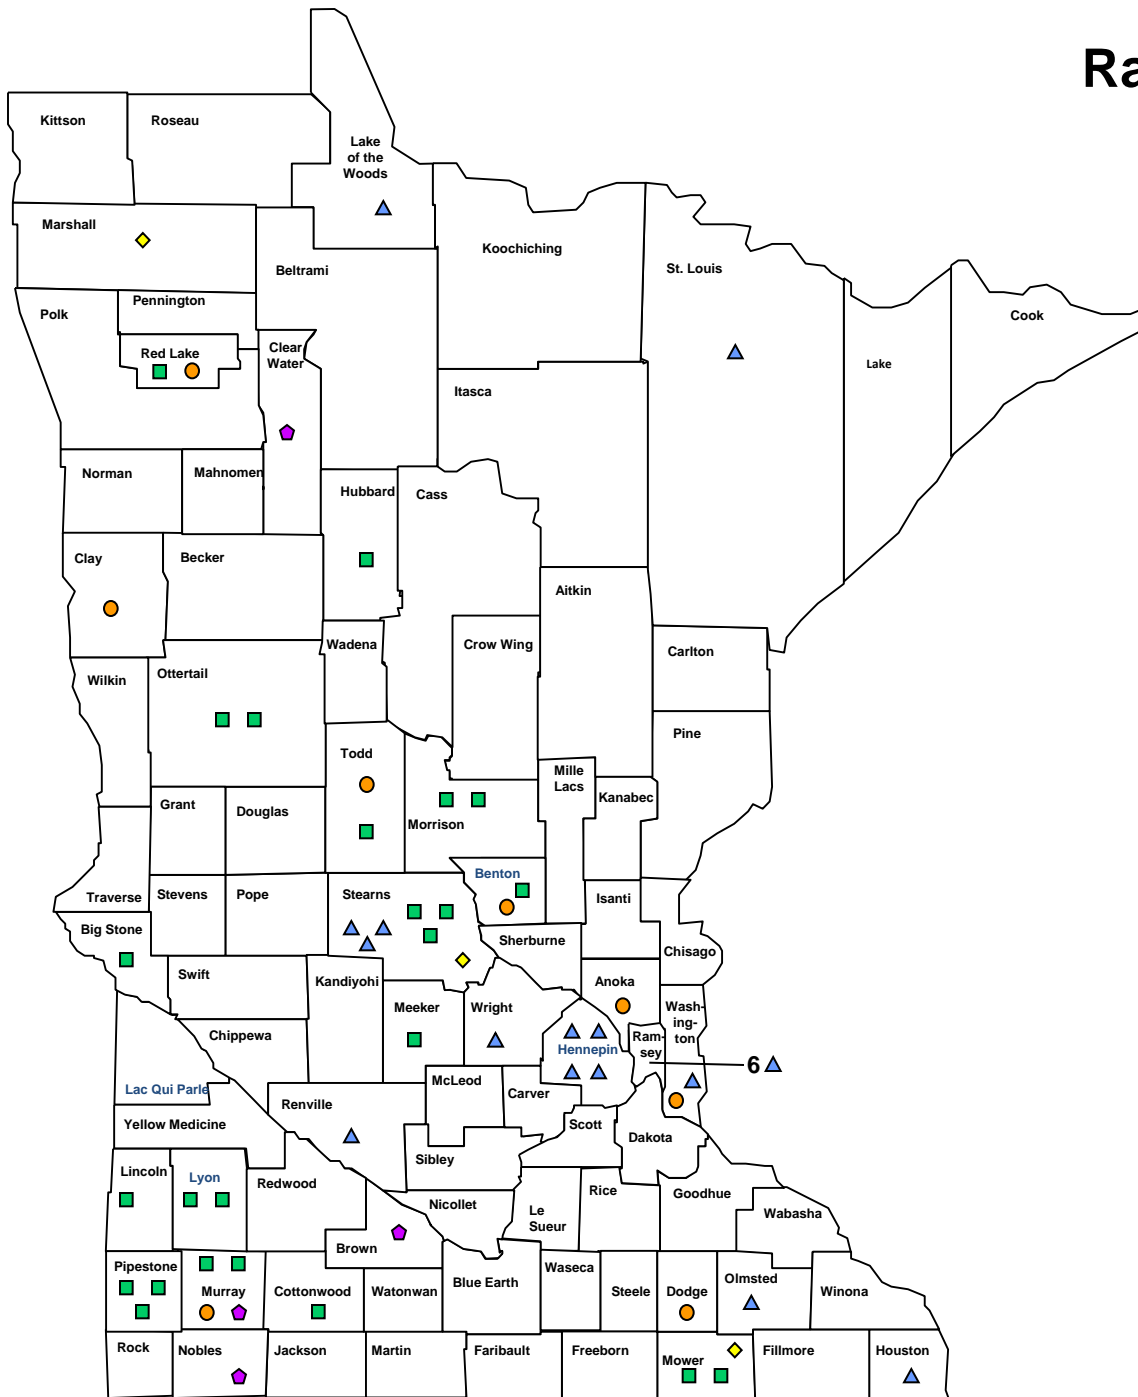 Ra
Kittson
Roseau
Lake
of the
Woods
Marshall
Koochiching
St. Louis
Beltrami
Pennington
Polk
Cook
Red Lake
Clear
Water
Lake
Itasca
Norman
Mahnomen
Hubbard
Cass
Clay
Becker
Aitkin
Wadena
Crow Wing
Carlton
Wilkin
Ottertail
Pine
Todd
Mille
Lacs
Kanabec
Grant
Douglas
Morrison
Benton
Traverse
Stevens
Pope
Stearns
Isanti
Big Stone
Sherburne
Chisago
Swift
Kandiyohi
Anoka
Meeker
Wright
Wash-
ing-
ton
Chippewa
Ram-
sey
Hennepin
6
Lac Qui Parle
McLeod
Carver
Renville
Yellow Medicine
Scott
Dakota
Sibley
Lincoln
Lyon
Redwood
Rice
Goodhue
Nicollet
Le
Sueur
Wabasha
Brown
Pipestone
Waseca
Blue Earth
Murray
Cottonwood
Watonwan
Steele
Dodge
Olmsted
Winona
Rock
Nobles
Jackson
Martin
Faribault
Freeborn
Mower
Fillmore
Houston